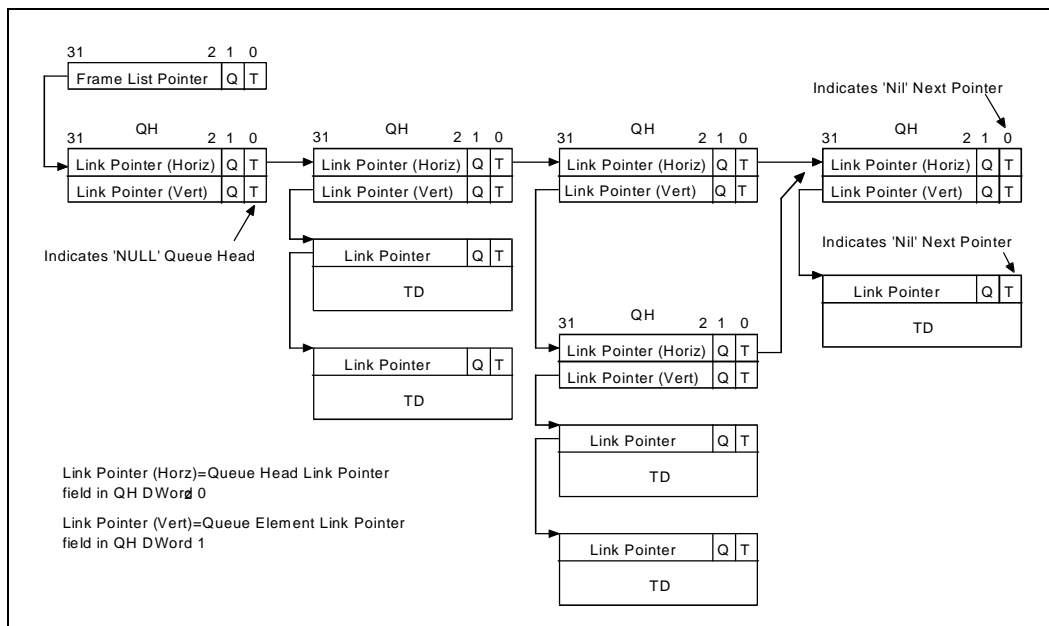 31 2 1 0
Frame List Pointer Q T
Indicates 'Nil' Next Pointer
QH
31 2 1 0
Link Pointer (Horiz) Q T
Link Pointer (Vert) Q T
Indicates 'NULL' Queue Head
QH
31 2 1 0
Link Pointer (Horiz) Q T
Link Pointer (Vert) Q T
Link Pointer Q T
TD
Link Pointer Q T
TD
QH
31 2 1 0
Link Pointer (Horiz) Q T
Link Pointer (Vert) Q T
QH
31 2 1 0
Link Pointer (Horiz) Q T
Link Pointer (Vert) Q T
Link Pointer Q T
TD
Link Pointer Q T
TD
QH
31 2 1 0
Link Pointer (Horiz) Q T
Link Pointer (Vert) Q T
Indicates 'Nil' Next Pointer
Link Pointer Q T
TD
Link Pointer (Horz)=Queue Head Link Pointer
field in QH DWord 0
Link Pointer (Vert)=Queue Element Link Pointer
field in QH DWord 1